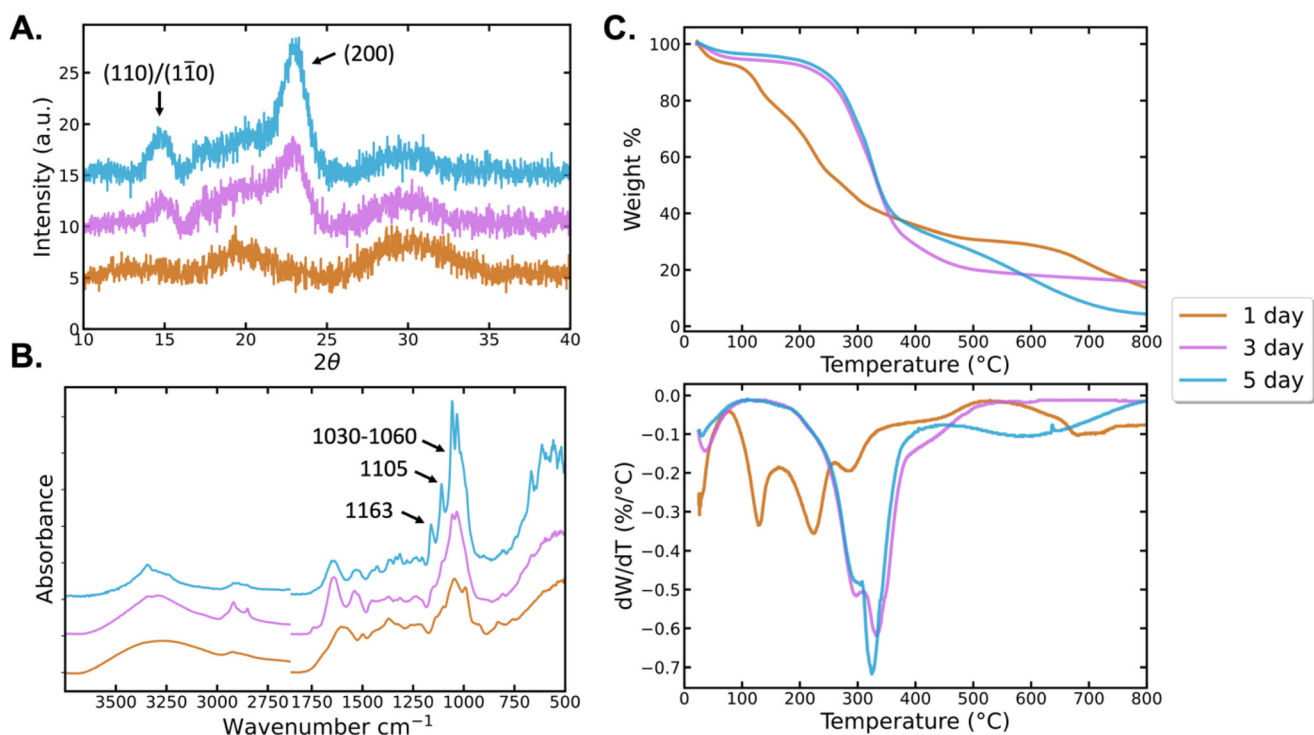 A.
(110)/(11̄0)
(200)
Intensity (a.u.)
25
20
15
10
5
0
10 15 20 25 30 35 40
2θ
B.
1030-1060
1105
1163
Absorbance
3500 3000 2750 1750 1250 1000 750 500
Wavenumber cm⁻¹
C.
Weight %
100
80
60
40
20
0
0 100 200 300 400 500 600 700 800
Temperature (°C)
1 day
3 day
5 day
dW/dT (%/°C)
0.0
−0.1
−0.2
−0.3
−0.4
−0.5
−0.6
−0.7
0 100 200 300 400 500 600 700 800
Temperature (°C)